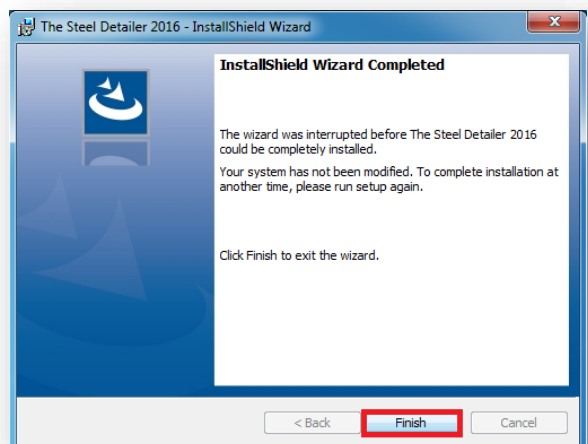 The Steel Detailer 2016 - InstallShield Wizard
InstallShield Wizard Completed
The wizard was interrupted before The Steel Detailer 2016
could be completely installed.
Your system has not been modified. To complete installation at
another time, please run setup again.
Click Finish to exit the wizard.
< Back
Finish
Cancel